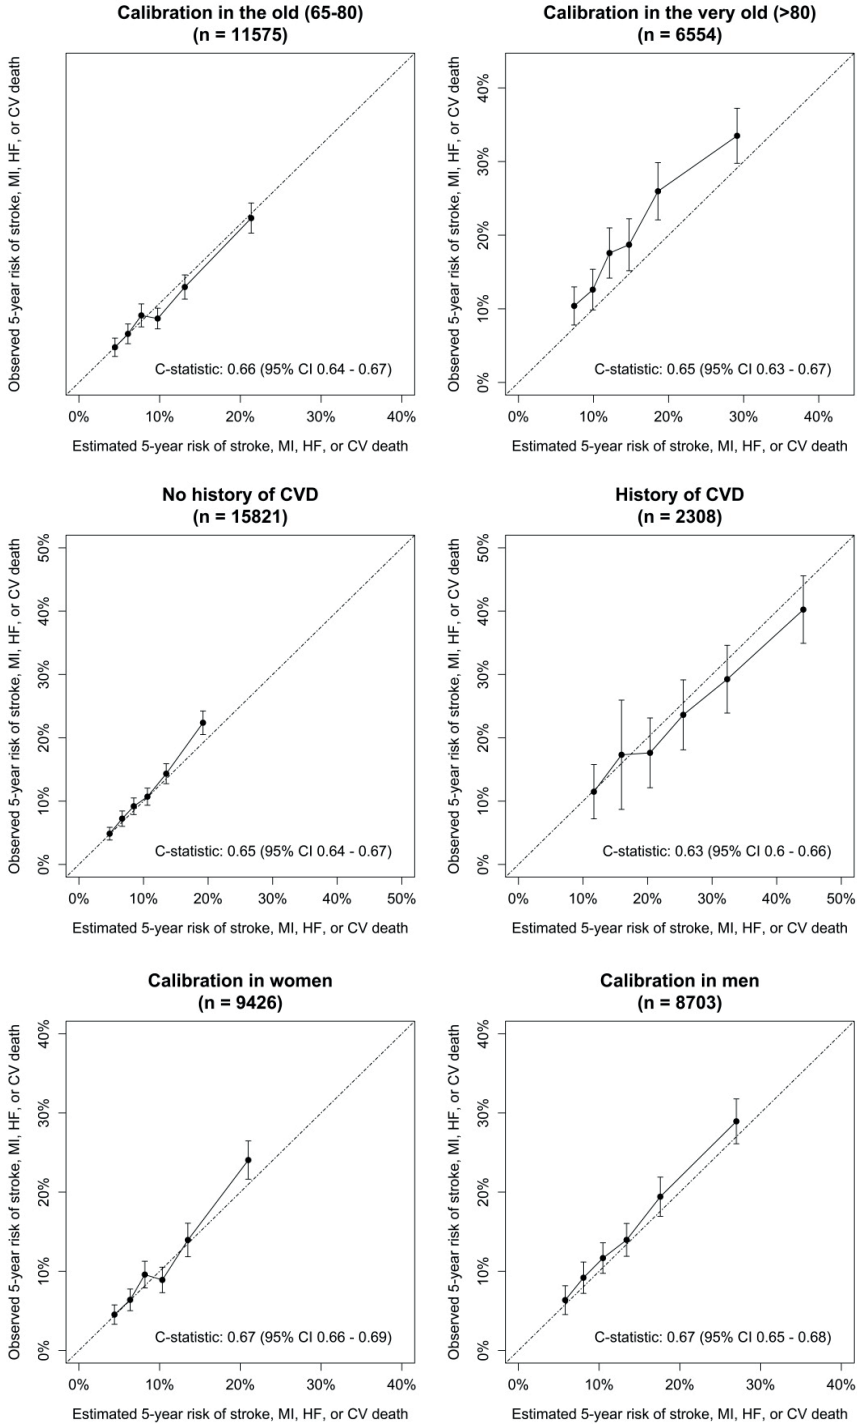 Calibration in the old (65-80)
(n = 11575)
Observed 5-year risk of stroke, MI, HF, or CV death
C-statistic: 0.66 (95% CI 0.64 - 0.67)
0% 10% 20% 30% 40%
Estimated 5-year risk of stroke, MI, HF, or CV death
Calibration in the very old (>80)
(n = 6554)
Observed 5-year risk of stroke, MI, HF, or CV death
0% 10% 20% 30% 40%
C-statistic: 0.65 (95% CI 0.63 - 0.67)
0% 10% 20% 30% 40%
Estimated 5-year risk of stroke, MI, HF, or CV death
No history of CVD
(n = 15821)
Observed 5-year risk of stroke, MI, HF, or CV death
0% 10% 20% 30% 40% 50%
C-statistic: 0.65 (95% CI 0.64 - 0.67)
0% 10% 20% 30% 40% 50%
Estimated 5-year risk of stroke, MI, HF, or CV death
History of CVD
(n = 2308)
Observed 5-year risk of stroke, MI, HF, or CV death
0% 10% 20% 30% 40% 50%
C-statistic: 0.63 (95% CI 0.6 - 0.66)
0% 10% 20% 30% 40% 50%
Estimated 5-year risk of stroke, MI, HF, or CV death
Calibration in women
(n = 9426)
Observed 5-year risk of stroke, MI, HF, or CV death
0% 10% 20% 30% 40%
C-statistic: 0.67 (95% CI 0.66 - 0.69)
0% 10% 20% 30% 40%
Estimated 5-year risk of stroke, MI, HF, or CV death
Calibration in men
(n = 8703)
Observed 5-year risk of stroke, MI, HF, or CV death
0% 10% 20% 30% 40%
C-statistic: 0.67 (95% CI 0.65 - 0.68)
0% 10% 20% 30% 40%
Estimated 5-year risk of stroke, MI, HF, or CV death